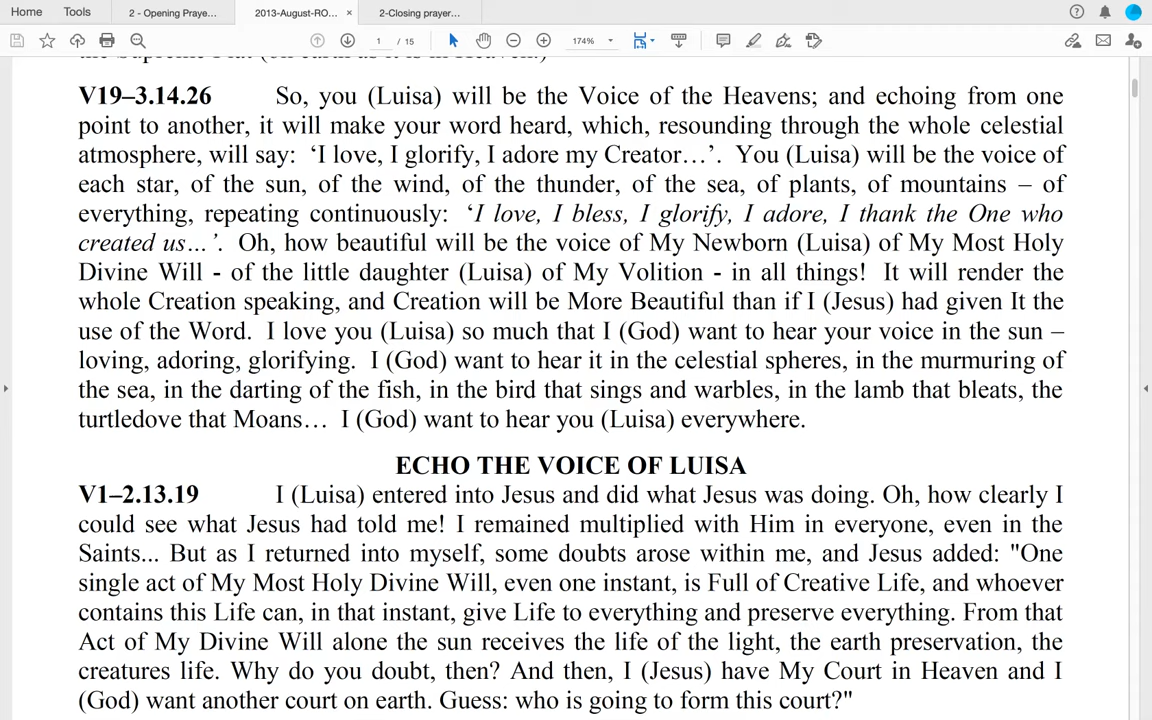 Home Tools 2 - Opening Praye... 2013-August-RO... × 2-Closing prayer...
1 / 15 174%
the Supreme Fiat (on earth as it is in Heaven.)
V19–3.14.26 So, you (Luisa) will be the Voice of the Heavens; and echoing from one
point to another, it will make your word heard, which, resounding through the whole celestial
atmosphere, will say: ‘I love, I glorify, I adore my Creator…’. You (Luisa) will be the voice of
each star, of the sun, of the wind, of the thunder, of the sea, of plants, of mountains – of
everything, repeating continuously: ‘I love, I bless, I glorify, I adore, I thank the One who
created us…’. Oh, how beautiful will be the voice of My Newborn (Luisa) of My Most Holy
Divine Will - of the little daughter (Luisa) of My Volition - in all things! It will render the
whole Creation speaking, and Creation will be More Beautiful than if I (Jesus) had given It the
use of the Word. I love you (Luisa) so much that I (God) want to hear your voice in the sun –
loving, adoring, glorifying. I (God) want to hear it in the celestial spheres, in the murmuring of
the sea, in the darting of the fish, in the bird that sings and warbles, in the lamb that bleats, the
turtledove that Moans… I (God) want to hear you (Luisa) everywhere.
ECHO THE VOICE OF LUISA
V1–2.13.19 I (Luisa) entered into Jesus and did what Jesus was doing. Oh, how clearly I
could see what Jesus had told me! I remained multiplied with Him in everyone, even in the
Saints... But as I returned into myself, some doubts arose within me, and Jesus added: "One
single act of My Most Holy Divine Will, even one instant, is Full of Creative Life, and whoever
contains this Life can, in that instant, give Life to everything and preserve everything. From that
Act of My Divine Will alone the sun receives the life of the light, the earth preservation, the
creatures life. Why do you doubt, then? And then, I (Jesus) have My Court in Heaven and I
(God) want another court on earth. Guess: who is going to form this court?"